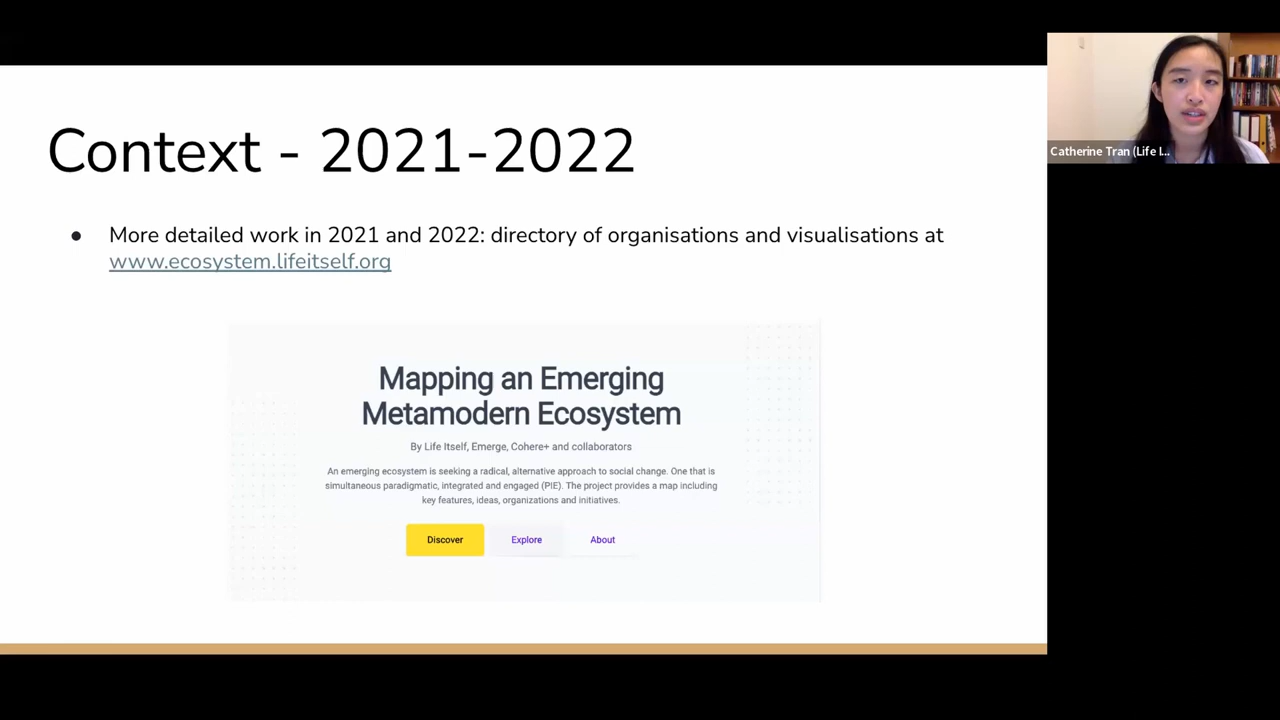 Context - 2021-2022
● More detailed work in 2021 and 2022: directory of organisations and visualisations at
www.ecosystem.lifeitself.org
Mapping an Emerging
Metamodern Ecosystem
By Life Itself, Emerge, Cohere+ and collaborators
An emerging ecosystem is seeking a radical, alternative approach to social change. One that is
simultaneous paradigmatic, integrated and engaged (PIE). The project provides a map including
key features, ideas, organizations and initiatives.
Discover Explore About
Catherine Tran (Life I...